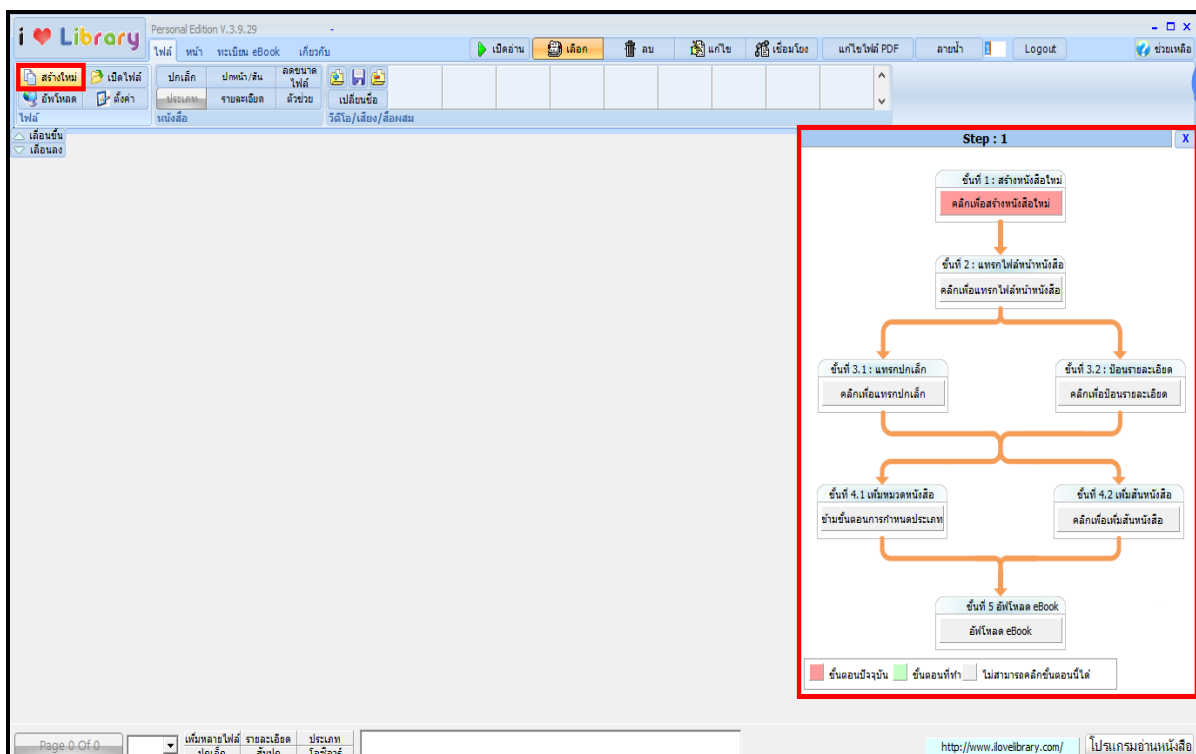 i ❤ Library
Personal Edition V.3.9.29 -
ไฟล์ หน้า ทะเบียน eBook เกี่ยวกับ
เปิดอ่าน เลือก ลบ แก้ไข เชื่อมโยง แก้ไขไฟล์ PDF ลายน้ำ Logout ช่วยเหลือ
สร้างใหม่ เปิดไฟล์ ปกเล็ก ปกหน้า/สัน ลดขนาดไฟล์
อัพโหลด ตั้งค่า ประเภท รายละเอียด ตัวช่วย เปลี่ยนชื่อ
ไฟล์ หนังสือ วีดีโอ/เสียง/สื่อผสม
เลื่อนขึ้น
เลื่อนลง
Step : 1 X
ขั้นที่ 1 : สร้างหนังสือใหม่
คลิกเพื่อสร้างหนังสือใหม่
ขั้นที่ 2 : แทรกไฟล์หน้าหนังสือ
คลิกเพื่อแทรกไฟล์หน้าหนังสือ
ขั้นที่ 3.1 : แทรกปกเล็ก ขั้นที่ 3.2 : ป้อนรายละเอียด
คลิกเพื่อแทรกปกเล็ก คลิกเพื่อป้อนรายละเอียด
ขั้นที่ 4.1 เพิ่มหมวดหนังสือ ขั้นที่ 4.2 เพิ่มสันหนังสือ
ข้ามขั้นตอนการกำหนดประเภท คลิกเพื่อเพิ่มสันหนังสือ
ขั้นที่ 5 อัฟโหลด eBook
อัฟโหลด eBook
ขั้นตอนปัจจุบัน ขั้นตอนที่ทำ ไม่สามารถคลิกขั้นตอนนี้ได้
Page 0 Of 0 เพิ่มหลายไฟล์ รายละเอียด ประเภท
ปกเล็ก สันปก โอซีอาร์
http://www.ilovelibrary.com/ โปรแกรมอ่านหนังสือ